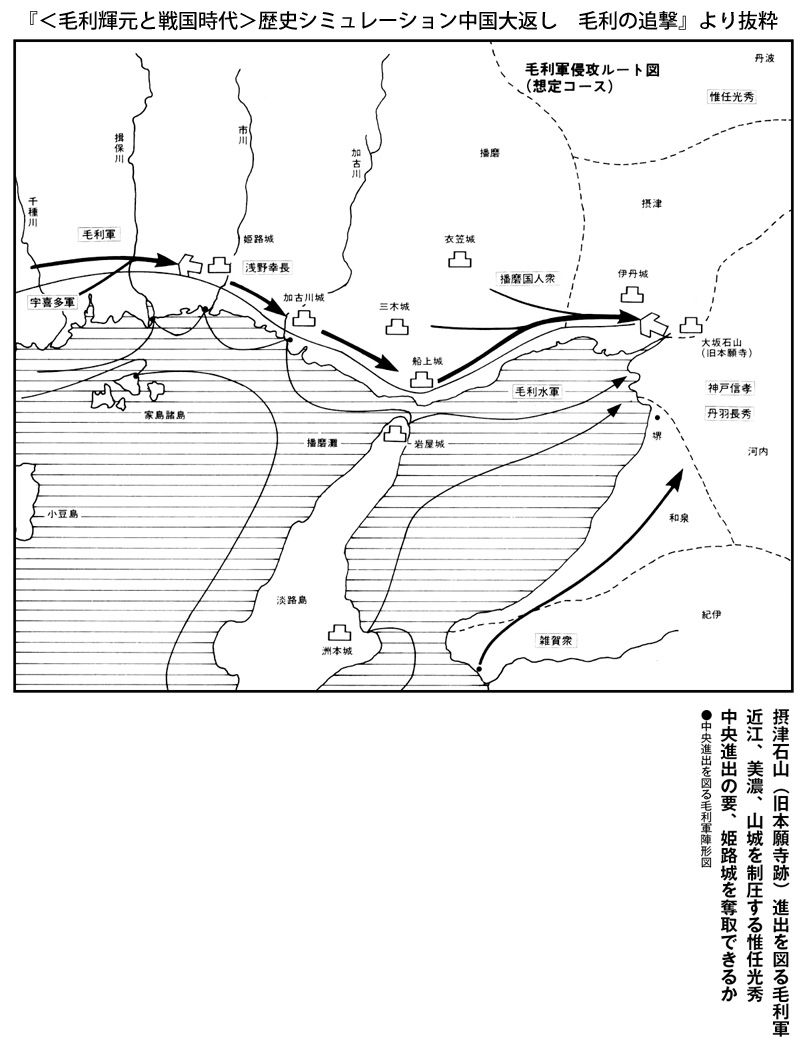 『＜毛利輝元と戦国時代＞歴史シミュレーション中国大返し　毛利の追撃』より抜粋
毛利軍侵攻ルート図
（想定コース）
丹波
惟任光秀
揖保川
市川
加古川
播磨
千種川
摂津
毛利軍
姫路城
衣笠城
浅野幸長
播磨国人衆
伊丹城
宇喜多軍
加古川城
三木城
大坂石山
（旧本願寺）
船上城
毛利水軍
神戸信孝
丹羽長秀
家島諸島
播磨灘
岩屋城
堺
河内
小豆島
和泉
淡路島
紀伊
雑賀衆
洲本城
摂津石山（旧本願寺跡）進出を図る毛利軍
近江、美濃、山城を制圧する惟任光秀
中央進出の要、姫路城を奪取できるか
●中央進出を図る毛利軍陣形図